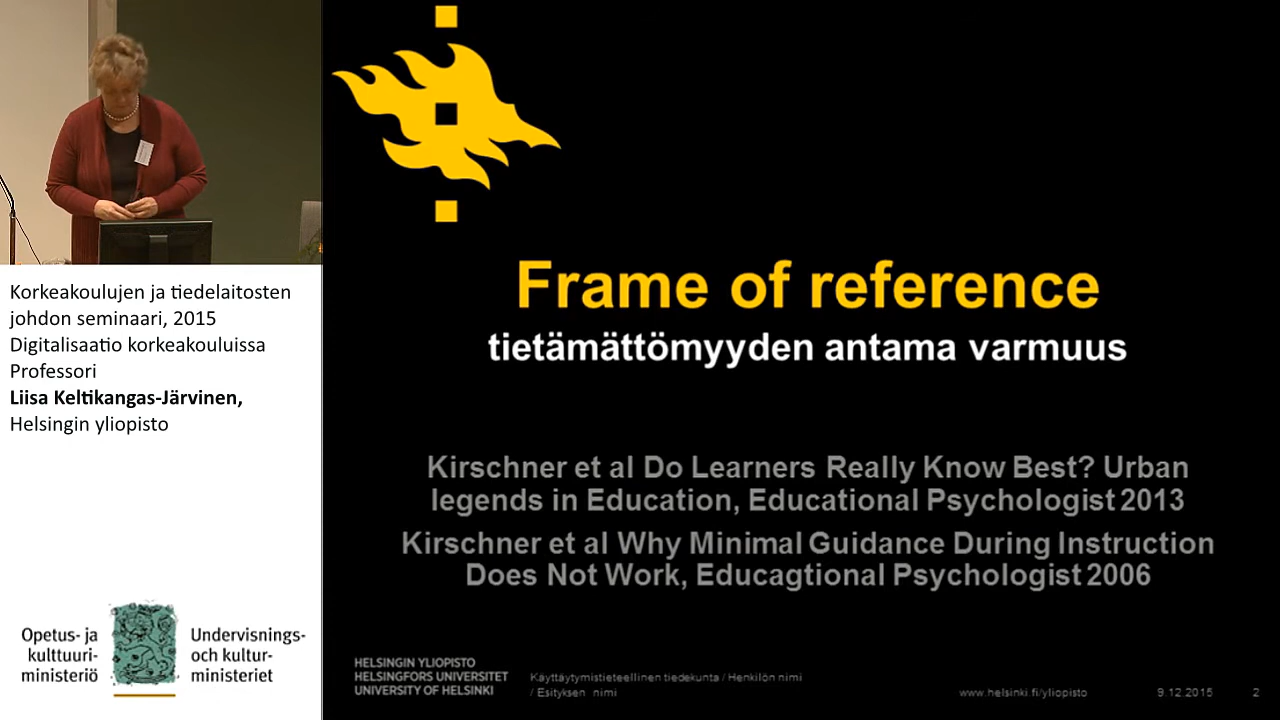 Korkeakoulujen ja tiedelaitosten
johdon seminaari, 2015
Digitalisaatio korkeakouluissa
Professori
Liisa Keltikangas-Järvinen,
Helsingin yliopisto
Opetus- ja
kulttuuri-
ministeriö
Undervisnings-
och kultur-
ministeriet
Frame of reference
tietämättömyyden antama varmuus
Kirschner et al Do Learners Really Know Best? Urban
legends in Education, Educational Psychologist 2013
Kirschner et al Why Minimal Guidance During Instruction
Does Not Work, Educagtional Psychologist 2006
HELSINGIN YLIOPISTO
HELSINGFORS UNIVERSITET
UNIVERSITY OF HELSINKI
Käyttäytymistieteellinen tiedekunta / Henkilön nimi
/ Esityksen nimi
www.helsinki.fi/yliopisto
9.12.2015
2